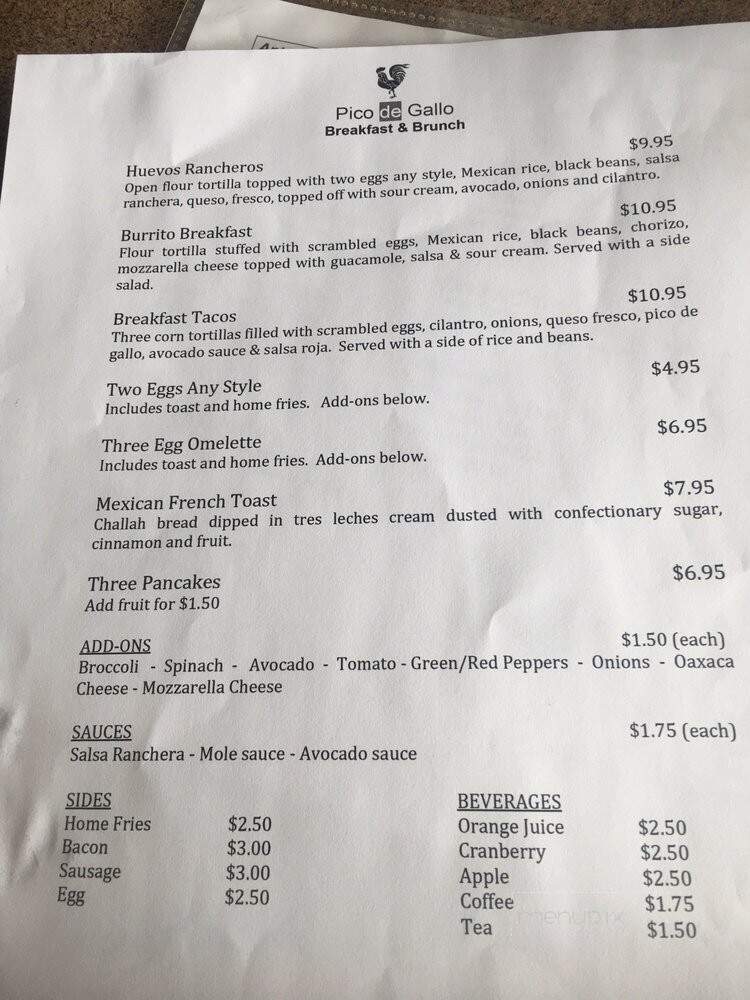 Pico de Gallo
Breakfast & Brunch
Huevos Rancheros $9.95
Open flour tortilla topped with two eggs any style, Mexican rice, black beans, salsa
ranchera, queso, fresco, topped off with sour cream, avocado, onions and cilantro.
Burrito Breakfast $10.95
Flour tortilla stuffed with scrambled eggs, Mexican rice, black beans, chorizo,
mozzarella cheese topped with guacamole, salsa & sour cream. Served with a side
salad.
Breakfast Tacos $10.95
Three corn tortillas filled with scrambled eggs, cilantro, onions, queso fresco, pico de
gallo, avocado sauce & salsa roja. Served with a side of rice and beans.
Two Eggs Any Style $4.95
Includes toast and home fries. Add-ons below.
Three Egg Omelette $6.95
Includes toast and home fries. Add-ons below.
Mexican French Toast $7.95
Challah bread dipped in tres leches cream dusted with confectionary sugar,
cinnamon and fruit.
Three Pancakes $6.95
Add fruit for $1.50
ADD-ONS $1.50 (each)
Broccoli - Spinach - Avocado - Tomato - Green/Red Peppers - Onions - Oaxaca
Cheese - Mozzarella Cheese
SAUCES $1.75 (each)
Salsa Ranchera - Mole sauce - Avocado sauce
SIDES
Home Fries $2.50
Bacon $3.00
Sausage $3.00
Egg $2.50
BEVERAGES
Orange Juice $2.50
Cranberry $2.50
Apple $2.50
Coffee $1.75
Tea $1.50
menupix